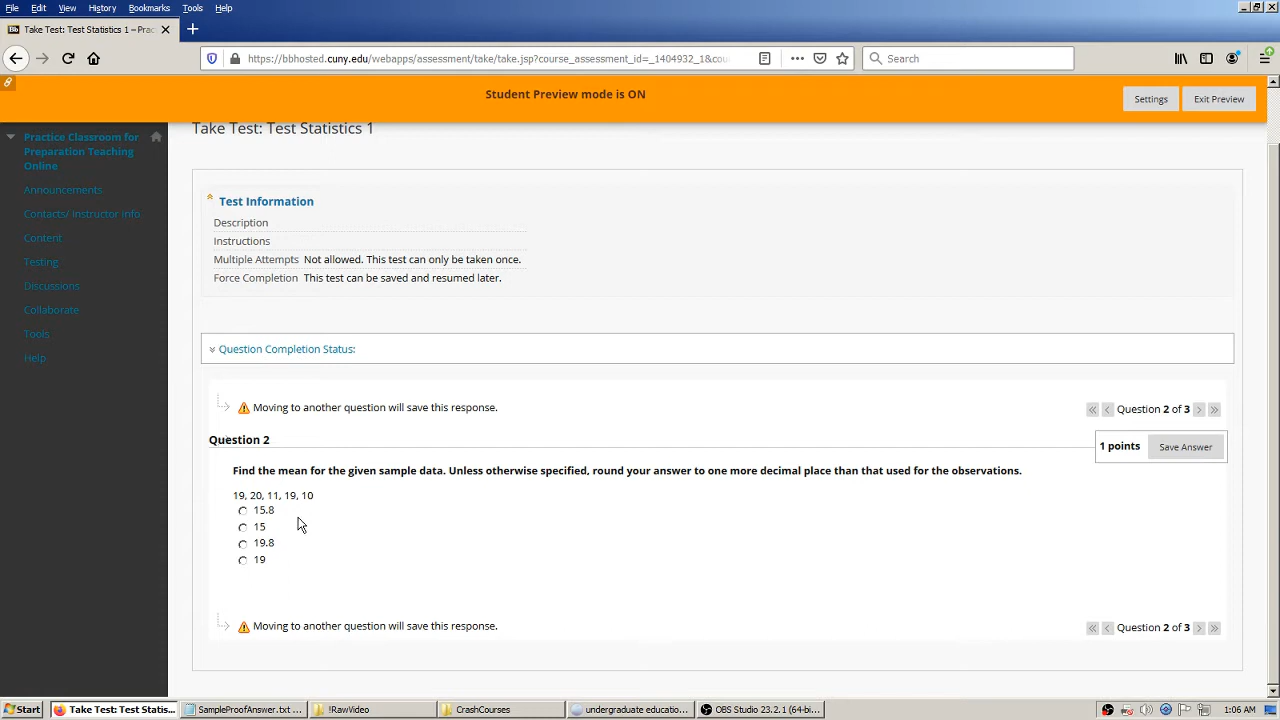 File Edit View History Bookmarks Tools Help
Take Test: Test Statistics 1 – Prac
https://bbhosted.cuny.edu/webapps/assessment/take/take.jsp?course_assessment_id=_1404932_1&cou
Search
Student Preview mode is ON
Settings
Exit Preview
Practice Classroom for
Preparation Teaching
Online
Announcements
Contacts/ Instructor Info
Content
Testing
Discussions
Collaborate
Tools
Help
Take Test: Test Statistics 1
Test Information
Description
Instructions
Multiple Attempts Not allowed. This test can only be taken once.
Force Completion This test can be saved and resumed later.
Question Completion Status:
Moving to another question will save this response.
Question 2 of 3
Question 2
1 points
Save Answer
Find the mean for the given sample data. Unless otherwise specified, round your answer to one more decimal place than that used for the observations.
19, 20, 11, 19, 10
15.8
15
19.8
19
Moving to another question will save this response.
Question 2 of 3
Start
Take Test: Test Statis...
SampleProofAnswer.txt ...
!RawVideo
CrashCourses
undergraduate educatio...
OBS Studio 23.2.1 (64-bi...
1:06 AM